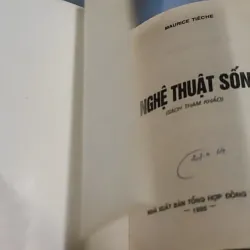 MAURICE TIÈCHE
NGHỆ THUẬT SỐN
(SÁCH THAM KHẢO)
NHÀ XUẤT BẢN TỔNG HỢP ĐỒNG